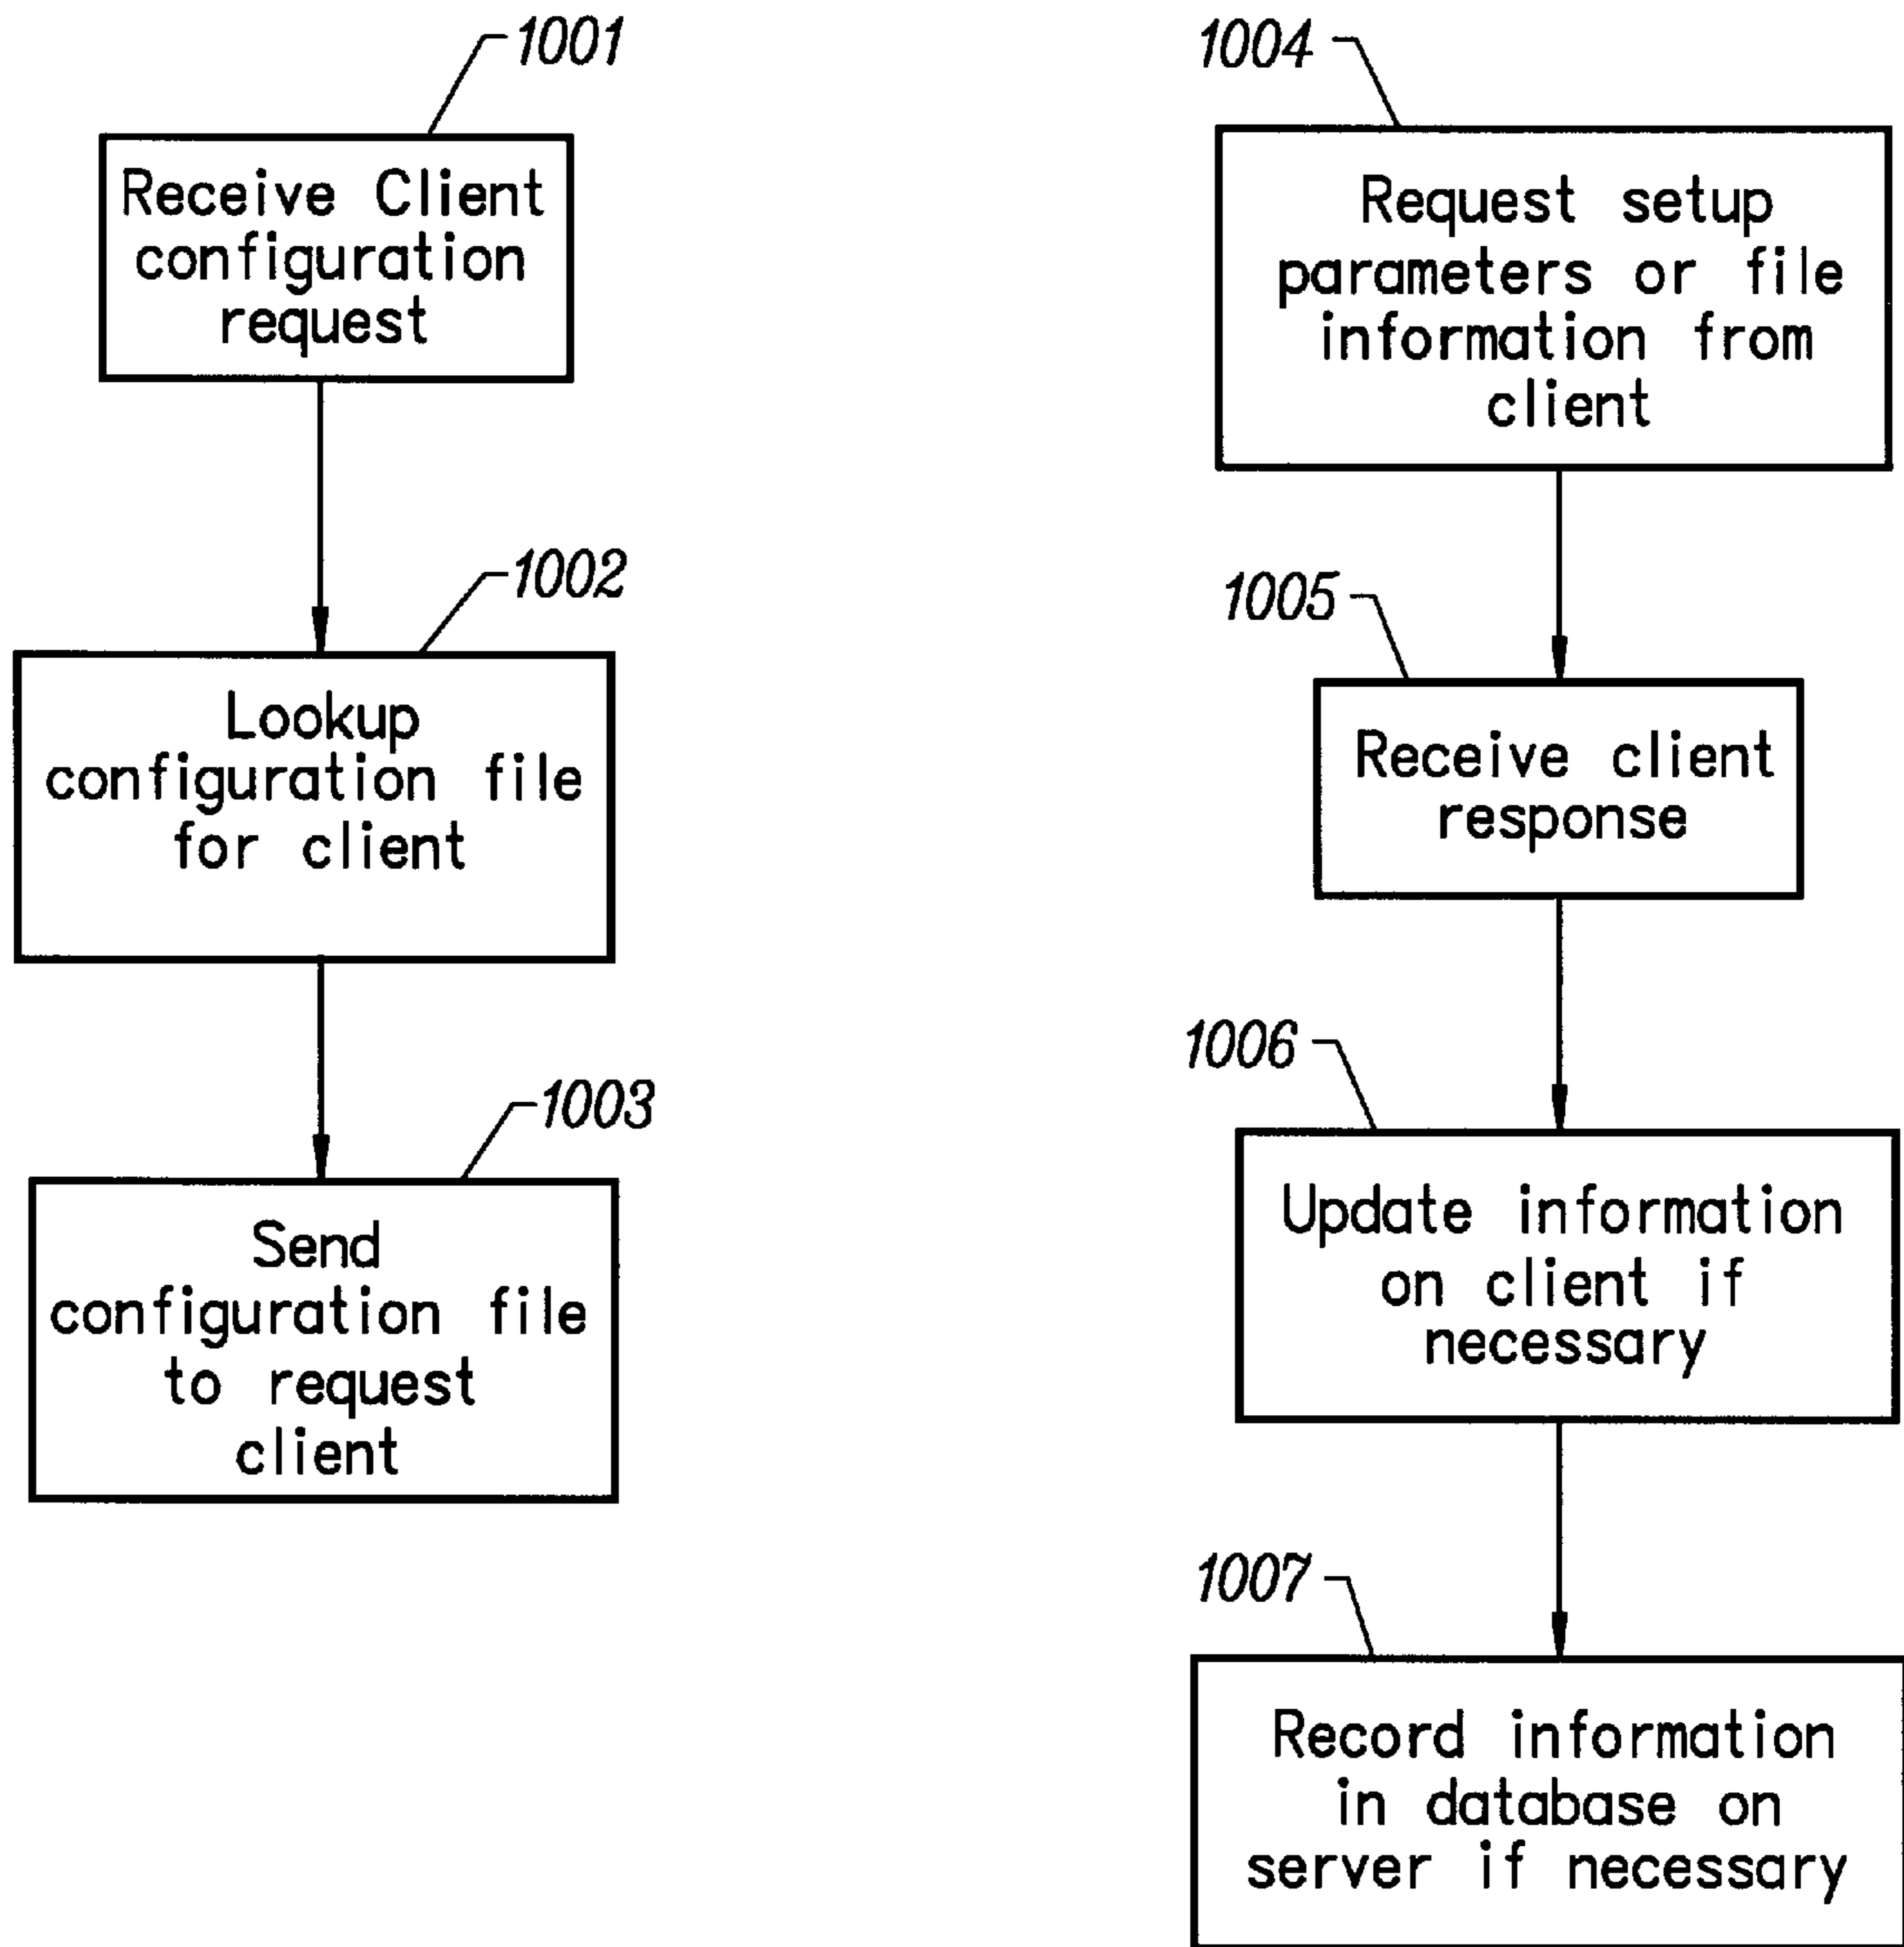 1001
Receive Client
configuration
request
1002
Lookup
configuration file
for client
1003
Send
configuration file
to request
client
1004
Request setup
parameters or file
information from
client
1005
Receive client
response
1006
Update information
on client if
necessary
1007
Record information
in database on
server if necessary